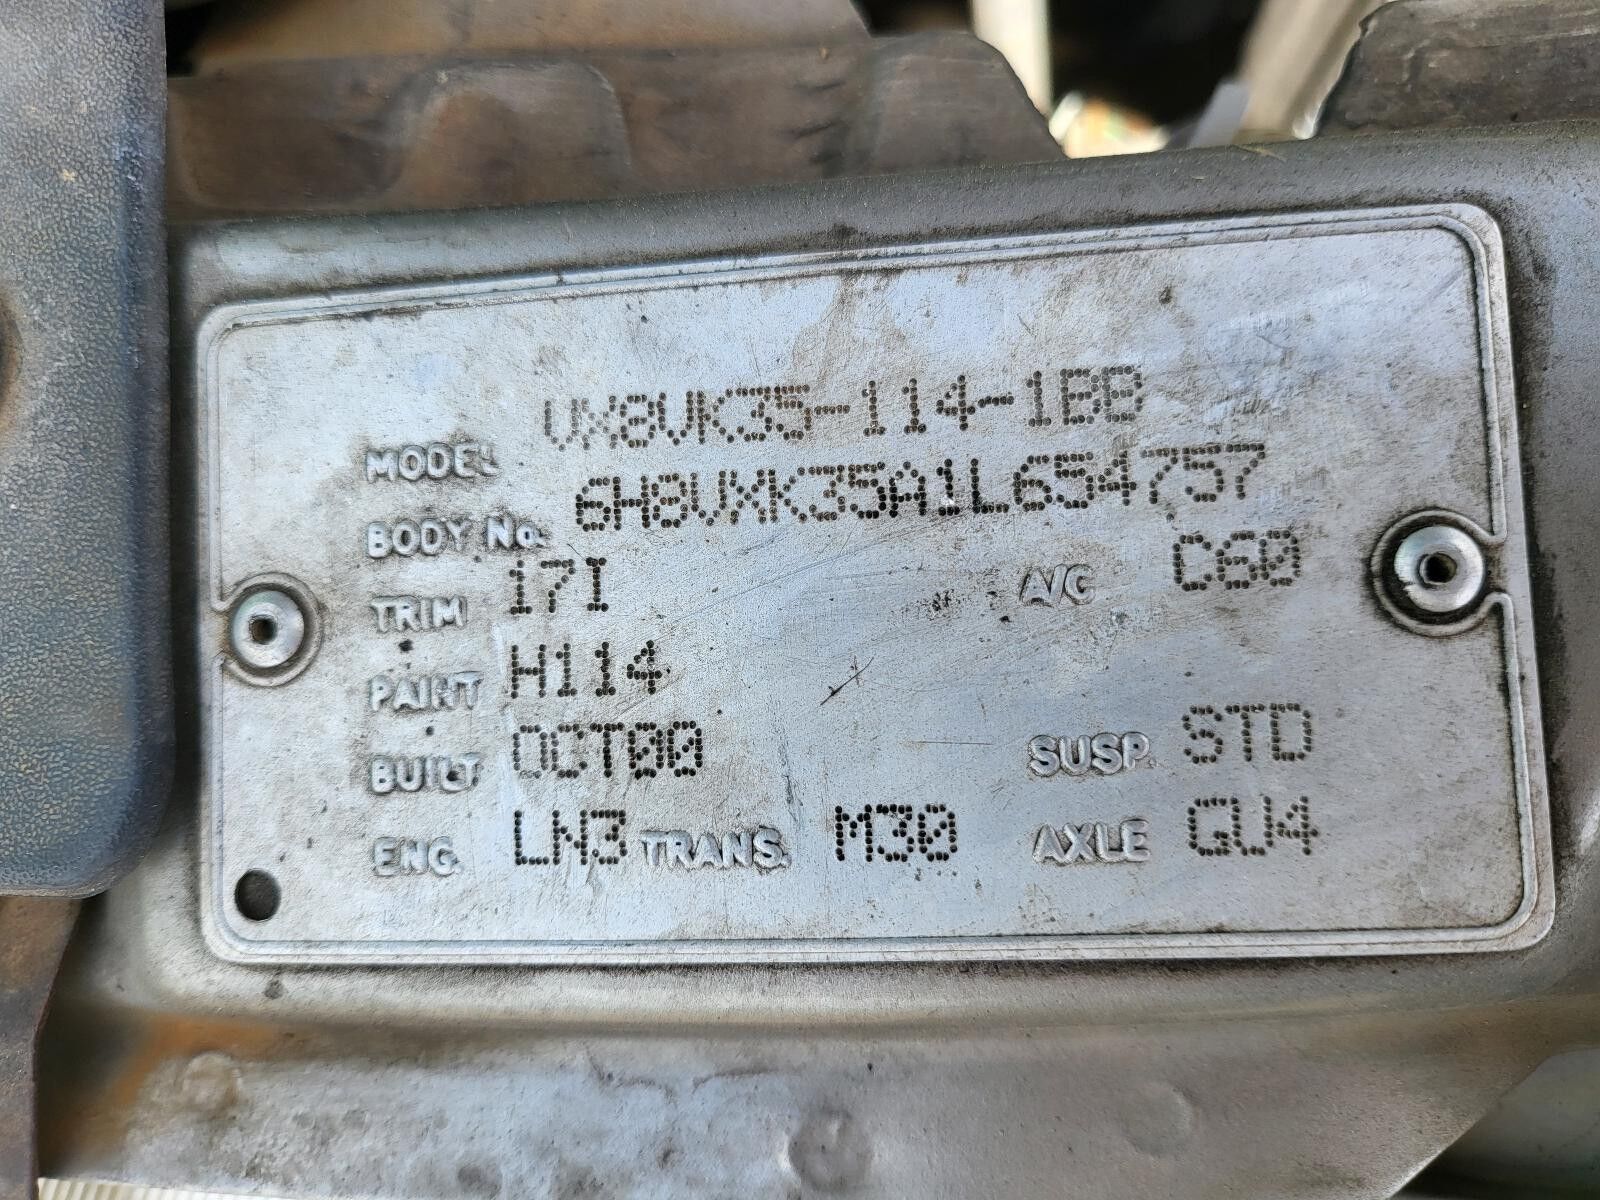 MODEL VX8VK35-114-1BB
BODY No. 6H8VXK35A1L654757
TRIM 17I A/C C60
PAINT H114
BUILT OCT00 SUSP. STD
ENG. LN3 TRANS. M30 AXLE GU4